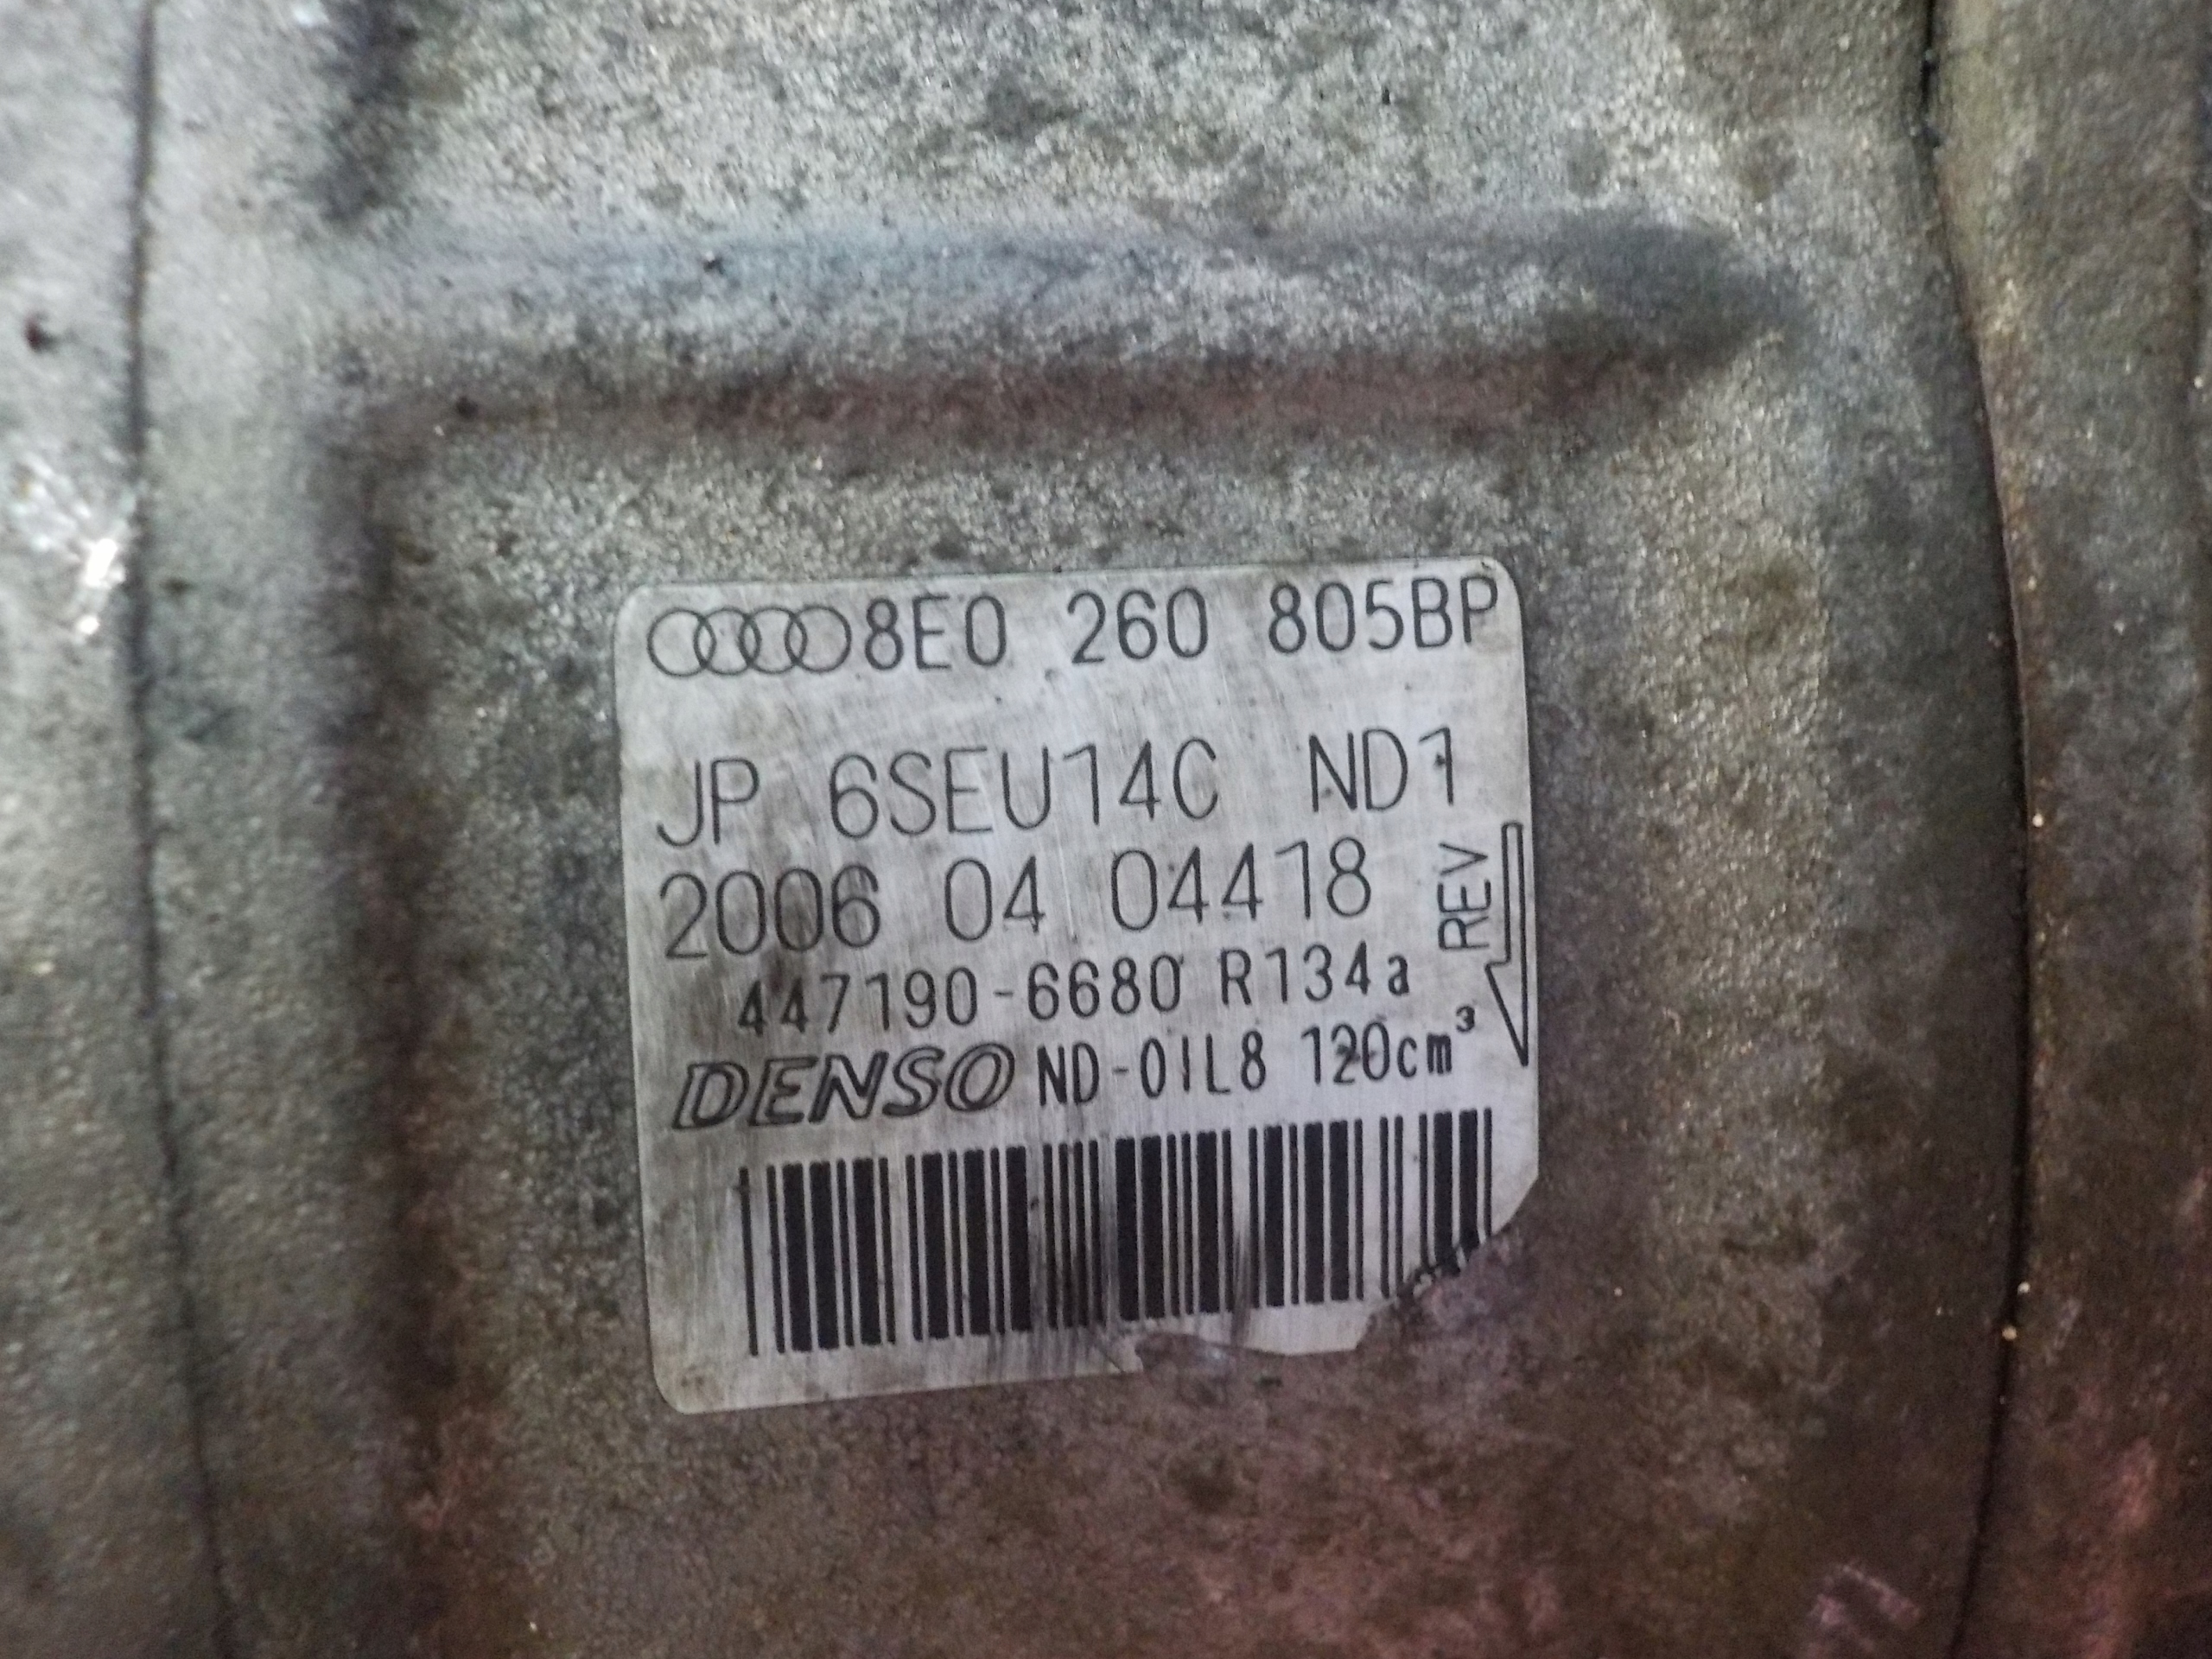 8E0 260 805BP
JP 6SEU14C ND1
2006 04 04418
REV
447190-6680 R134a
DENSO ND-OIL8 120cm³